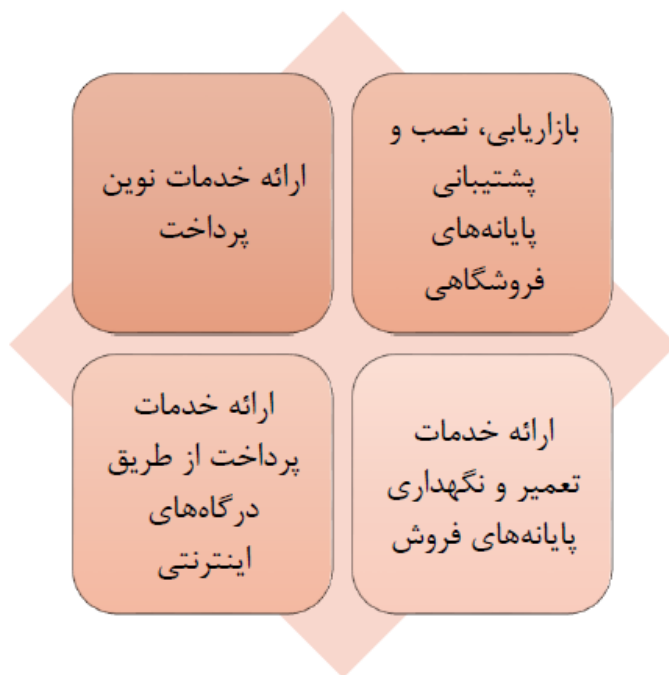 بازاریابی، نصب و
پشتیبانی
پایانه‌های
فروشگاهی
ارائه خدمات نوین
پرداخت
ارائه خدمات
تعمیر و نگهداری
پایانه‌های فروش
ارائه خدمات
پرداخت از طریق
درگاه‌های
اینترنتی